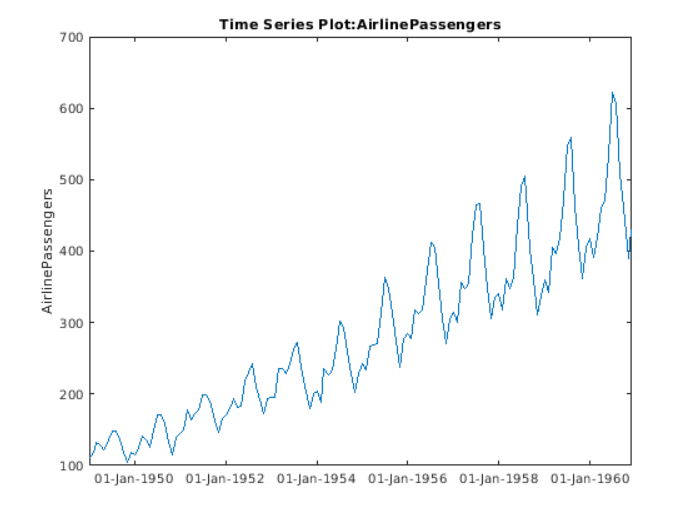 Time Series Plot:AirlinePassengers
700
600
500
400
300
200
100
AirlinePassengers
01-Jan-1950 01-Jan-1952 01-Jan-1954 01-Jan-1956 01-Jan-1958 01-Jan-1960